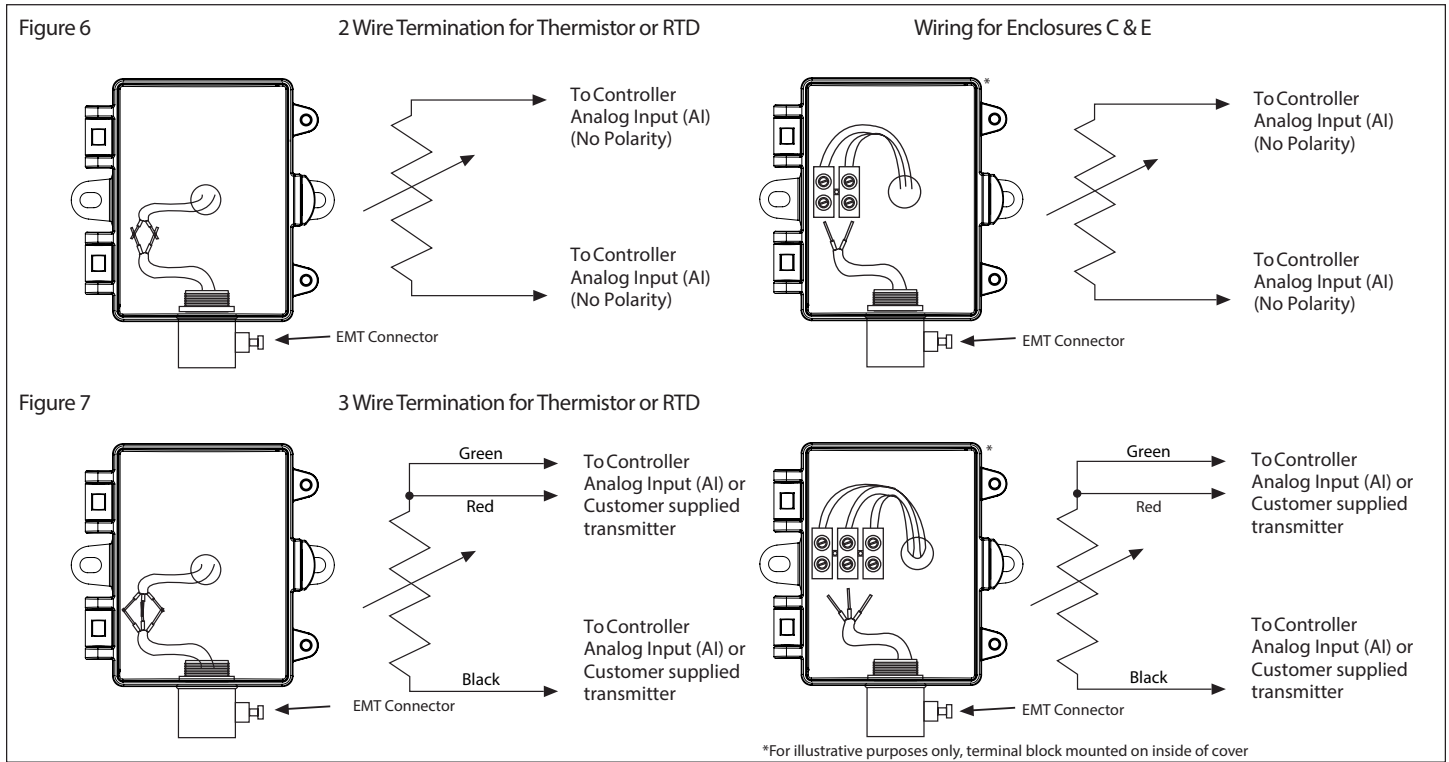 Figure 6
2 Wire Termination for Thermistor or RTD
Wiring for Enclosures C & E
To Controller
Analog Input (AI)
(No Polarity)
To Controller
Analog Input (AI)
(No Polarity)
EMT Connector
*
To Controller
Analog Input (AI)
(No Polarity)
To Controller
Analog Input (AI)
(No Polarity)
EMT Connector
Figure 7
3 Wire Termination for Thermistor or RTD
Green
Red
To Controller
Analog Input (AI) or
Customer supplied
transmitter
To Controller
Analog Input (AI) or
Customer supplied
transmitter
Black
EMT Connector
*
Green
Red
To Controller
Analog Input (AI) or
Customer supplied
transmitter
To Controller
Analog Input (AI) or
Customer supplied
transmitter
Black
EMT Connector
*For illustrative purposes only, terminal block mounted on inside of cover